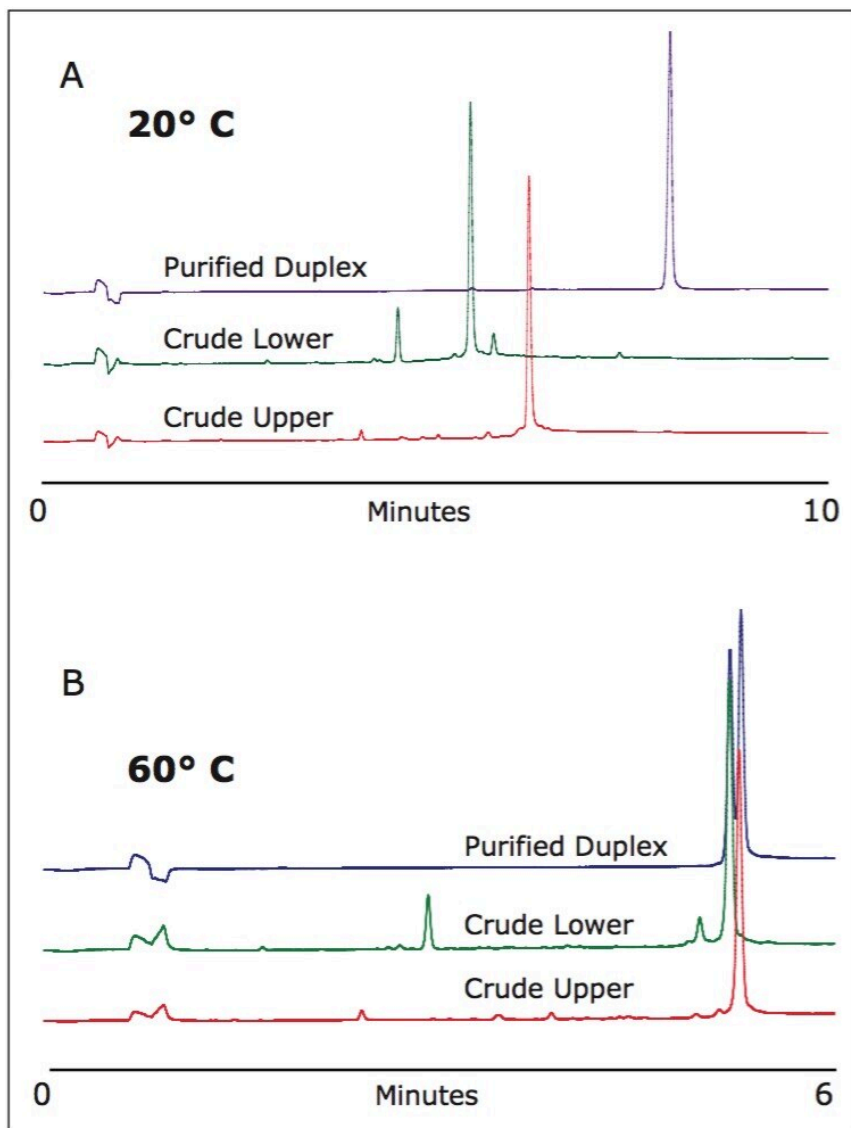 A
20° C
Purified Duplex
Crude Lower
Crude Upper
0 Minutes 10
B
60° C
Purified Duplex
Crude Lower
Crude Upper
0 Minutes 6